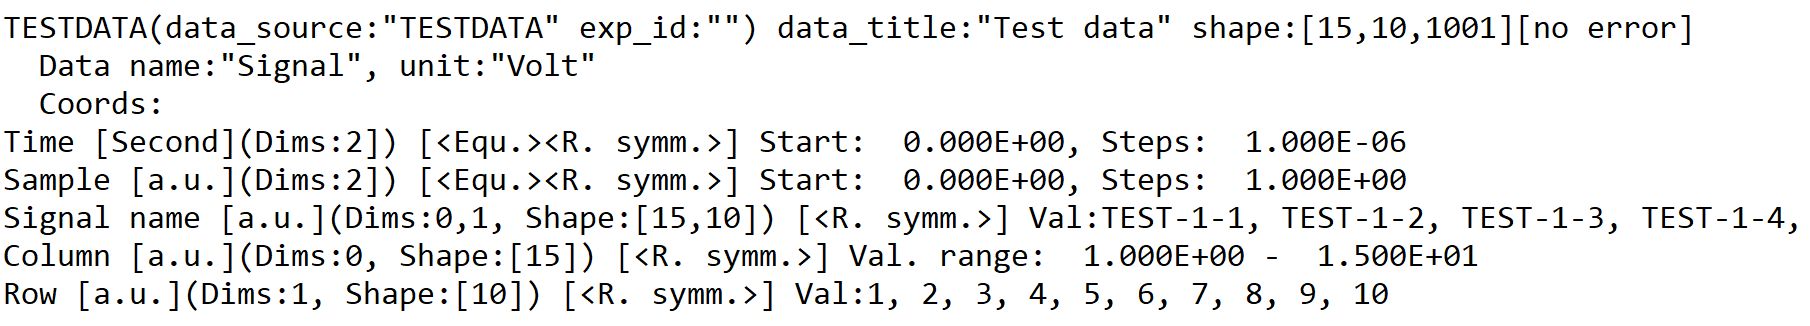 TESTDATA(data_source:"TESTDATA" exp_id:"") data_title:"Test data" shape:[15,10,1001][no error]
  Data name:"Signal", unit:"Volt"
  Coords:
Time [Second](Dims:2]) [<Equ.><R. symm.>] Start:  0.000E+00, Steps:  1.000E-06
Sample [a.u.](Dims:2]) [<Equ.><R. symm.>] Start:  0.000E+00, Steps:  1.000E+00
Signal name [a.u.](Dims:0,1, Shape:[15,10]) [<R. symm.>] Val:TEST-1-1, TEST-1-2, TEST-1-3, TEST-1-4,
Column [a.u.](Dims:0, Shape:[15]) [<R. symm.>] Val. range:  1.000E+00 -  1.500E+01
Row [a.u.](Dims:1, Shape:[10]) [<R. symm.>] Val:1, 2, 3, 4, 5, 6, 7, 8, 9, 10